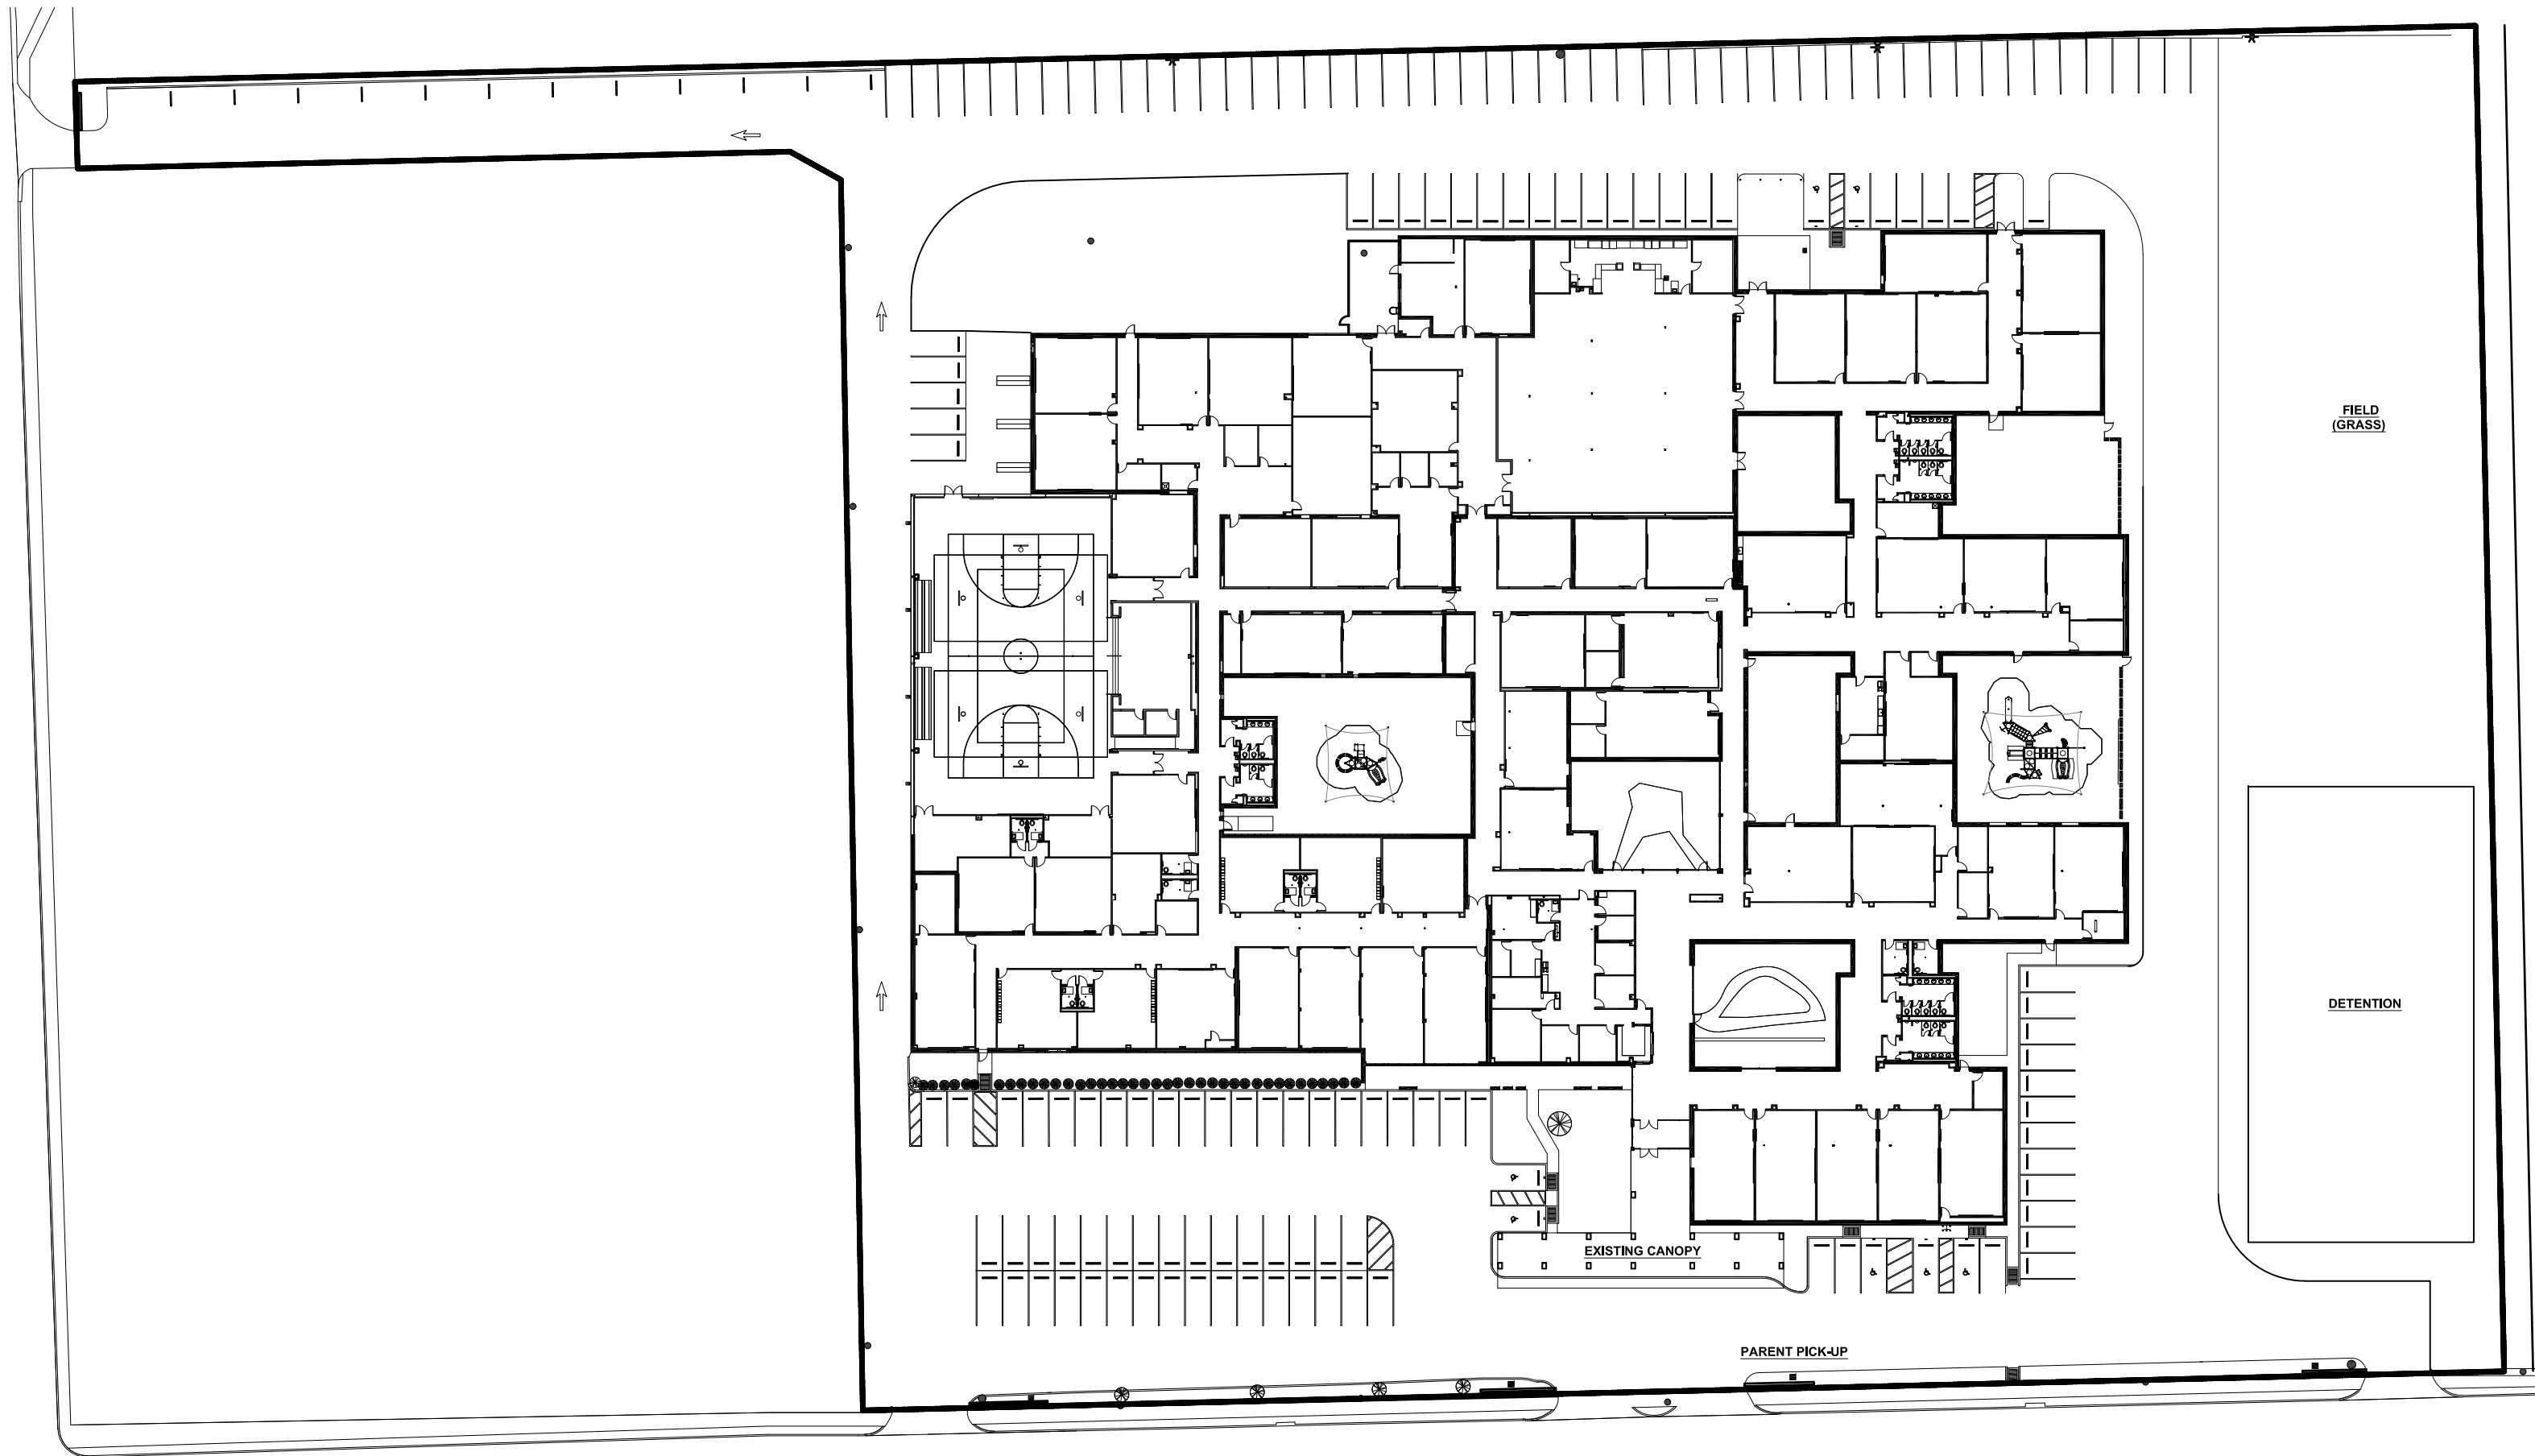 FIELD
(GRASS)
DETENTION
EXISTING CANOPY
PARENT PICK-UP